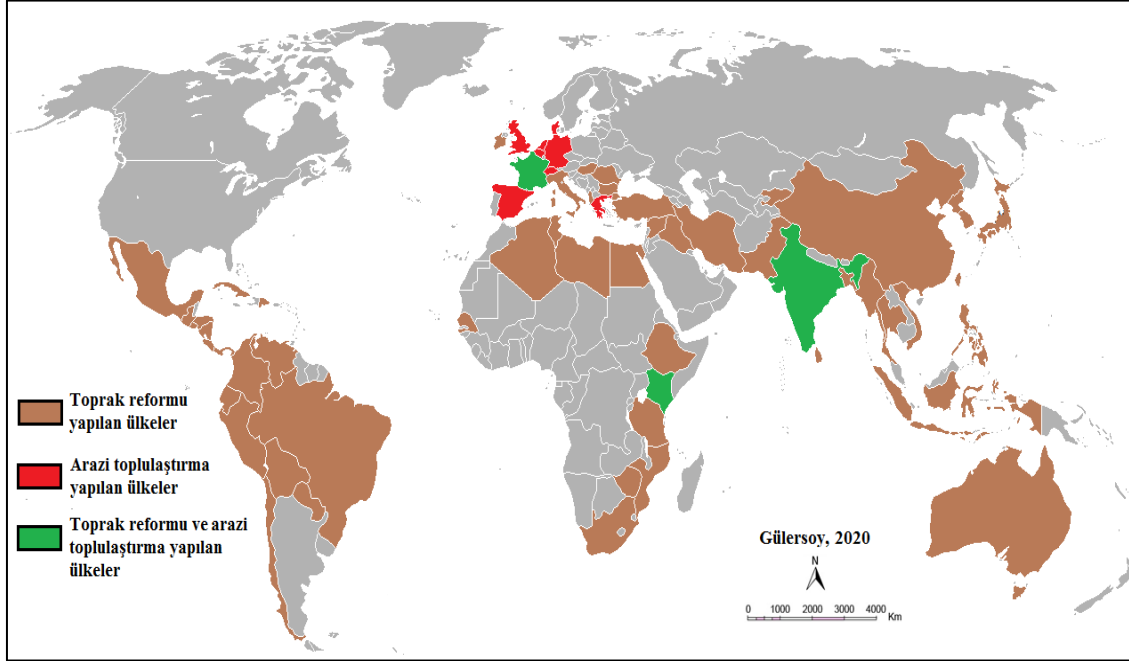 Toprak reformu
yapılan ülkeler
Arazi toplulaştırma
yapılan ülkeler
Toprak reformu ve arazi
toplulaştırma yapılan
ülkeler
Gülersoy, 2020
N
0 1000 2000 3000 4000
Km